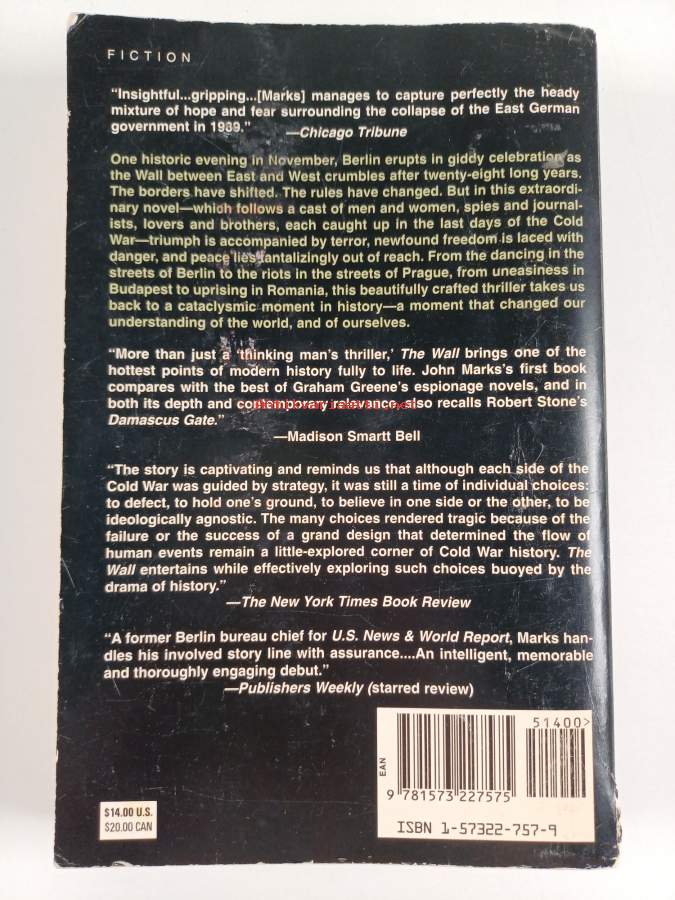 FICTION
“Insightful...gripping...[Marks] manages to capture perfectly the heady
mixture of hope and fear surrounding the collapse of the East German
government in 1989.”
—Chicago Tribune
One historic evening in November, Berlin erupts in giddy celebration as
the Wall between East and West crumbles after twenty-eight long years.
The borders have shifted. The rules have changed. But in this extraordi-
nary novel—which follows a cast of men and women, spies and journal-
ists, lovers and brothers, each caught up in the last days of the Cold
War—triumph is accompanied by terror, newfound freedom is laced with
danger, and peace lies tantalizingly out of reach. From the dancing in the
streets of Berlin to the riots in the streets of Prague, from uneasiness in
Budapest to uprising in Romania, this beautifully crafted thriller takes us
back to a cataclysmic moment in history—a moment that changed our
understanding of the world, and of ourselves.
“More than just a ‘thinking man’s thriller,’ The Wall brings one of the
hottest points of modern history fully to life. John Marks’s first book
compares with the best of Graham Greene’s espionage novels, and in
both its depth and contemporary relevance, also recalls Robert Stone’s
Damascus Gate.”
—Madison Smartt Bell
“The story is captivating and reminds us that although each side of the
Cold War was guided by strategy, it was still a time of individual choices:
to defect, to hold one’s ground, to believe in one side or the other, to be
ideologically agnostic. The many choices rendered tragic because of the
failure or the success of a grand design that determined the flow of
human events remain a little-explored corner of Cold War history. The
Wall entertains while effectively exploring such choices buoyed by the
drama of history.”
—The New York Times Book Review
“A former Berlin bureau chief for U.S. News & World Report, Marks han-
dles his involved story line with assurance....An intelligent, memorable
and thoroughly engaging debut.”
—Publishers Weekly (starred review)
51400>
EAN
9 781573 227575
ISBN 1-57322-757-9
$14.00 U.S.
$20.00 CAN